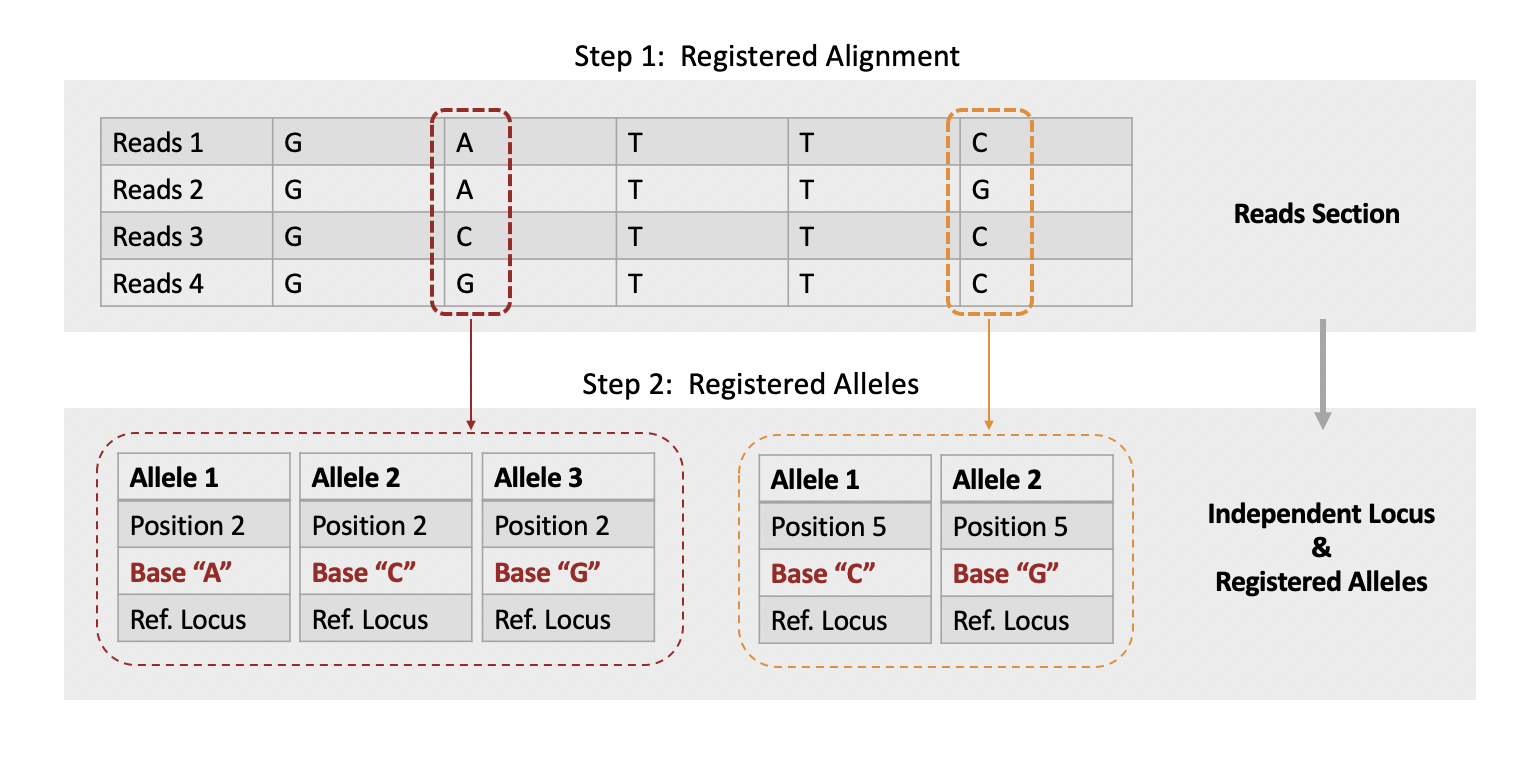 Step 1:  Registered Alignment
Reads 1 G A T T C
Reads 2 G A T T G
Reads 3 G C T T C
Reads 4 G G T T C
Reads Section
Step 2:  Registered Alleles
Allele 1 Allele 2 Allele 3
Position 2 Position 2 Position 2
Base “A” Base “C” Base “G”
Ref. Locus Ref. Locus Ref. Locus
Allele 1 Allele 2
Position 5 Position 5
Base “C” Base “G”
Ref. Locus Ref. Locus
Independent Locus
&
Registered Alleles